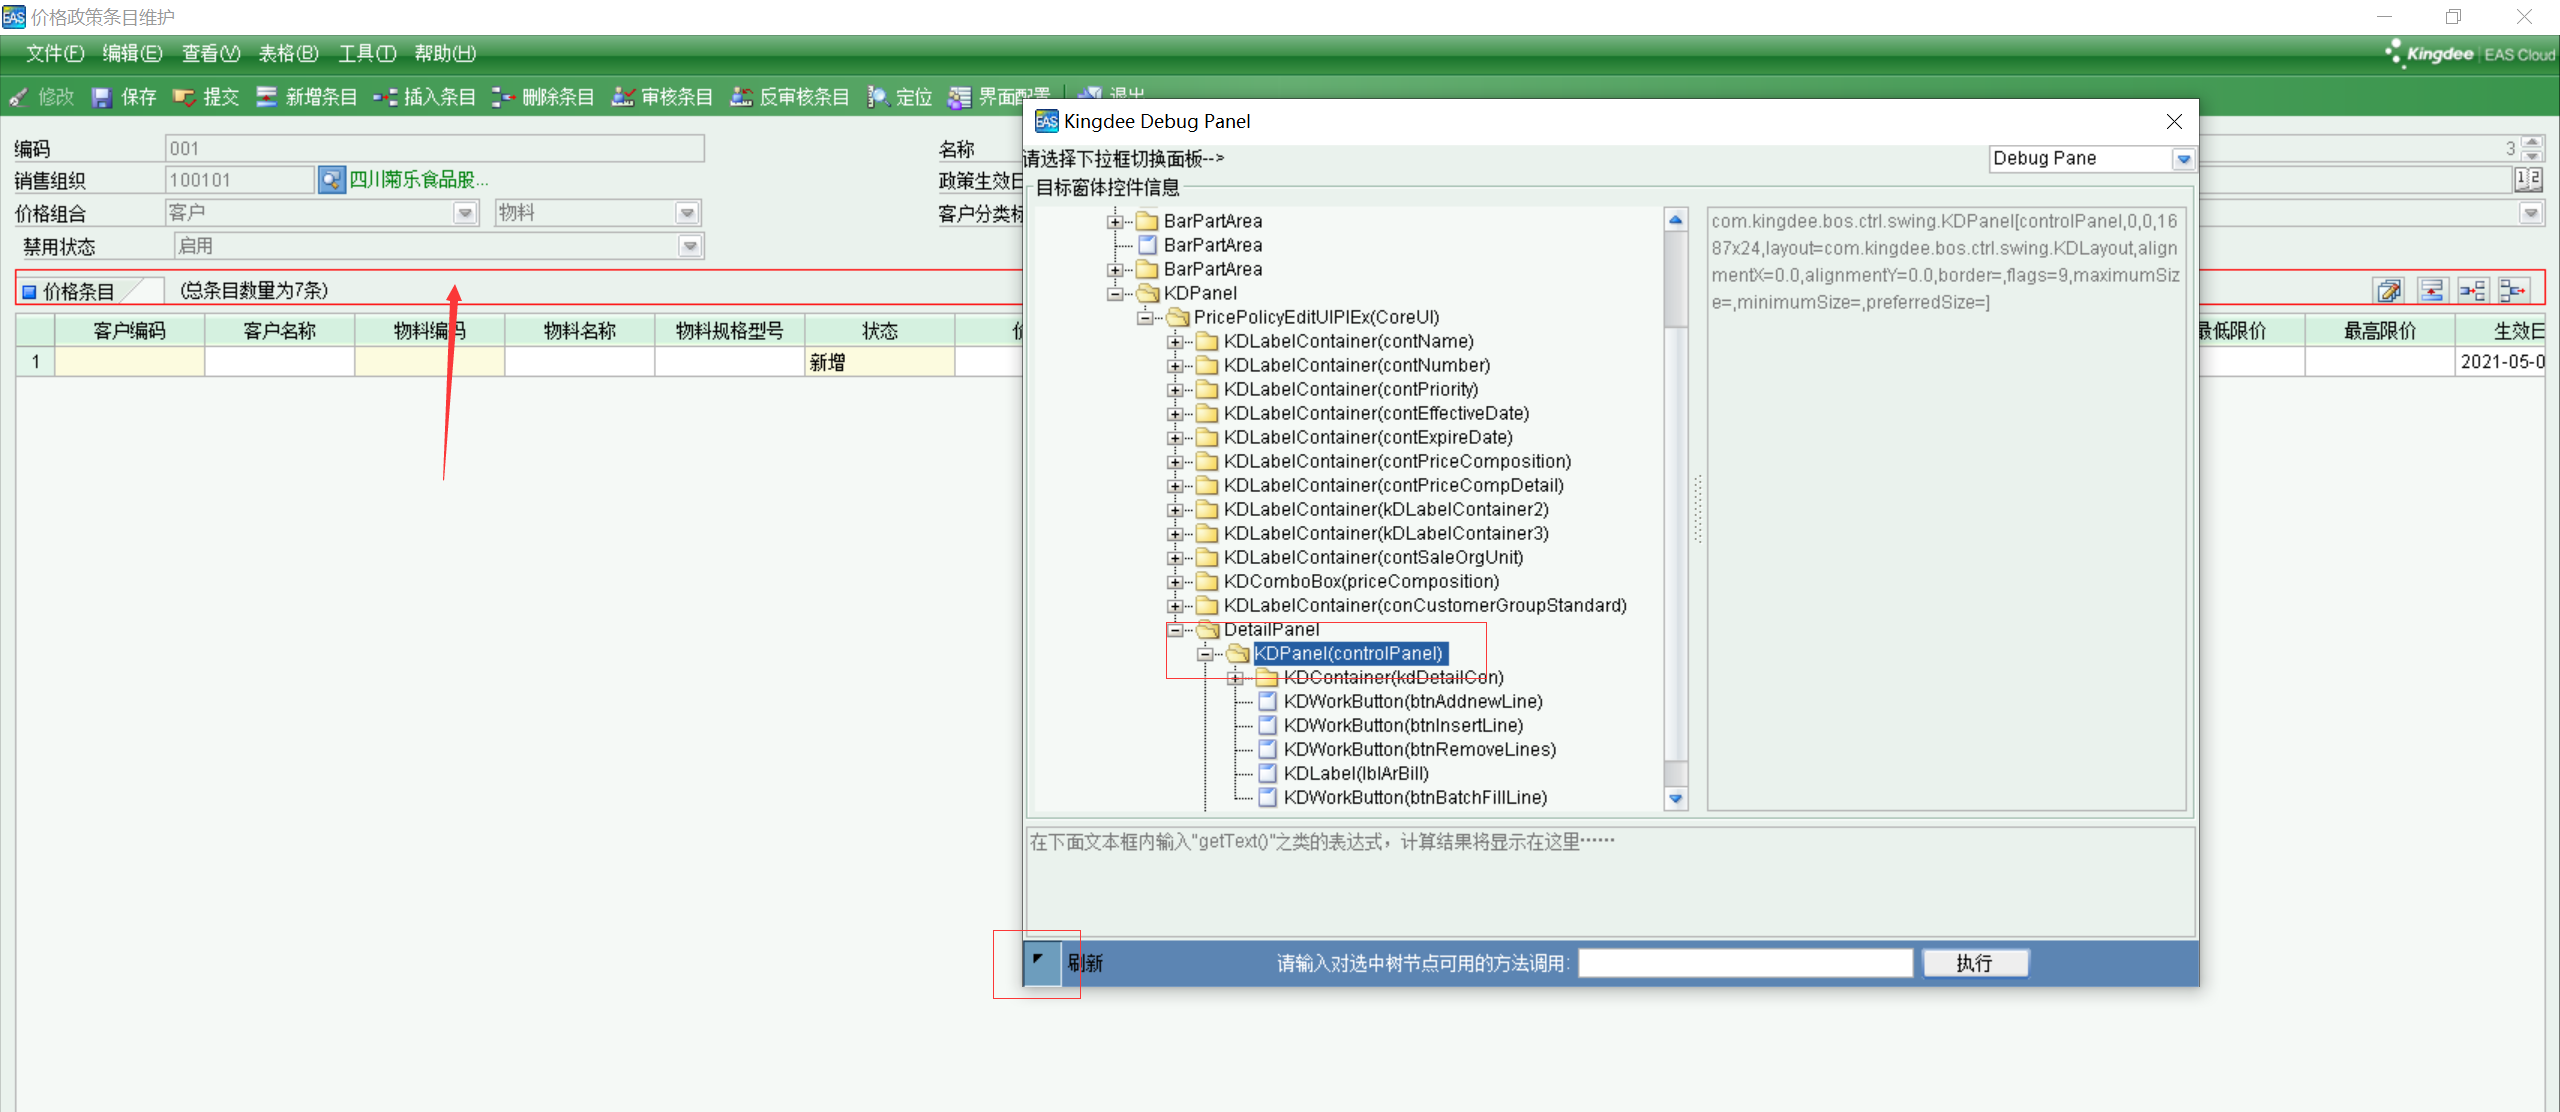 价格政策条目维护
文件(F) 编辑(E) 查看(V) 表格(B) 工具(T) 帮助(H)
Kingdee | EAS Cloud
修改 保存 提交 新增条目 插入条目 删除条目 审核条目 反审核条目 定位 界面配置 退出
编码 001 名称 3
销售组织 100101 四川菊乐食品股... 政策生效日
价格组合 客户 物料 客户分类标
禁用状态 启用
价格条目 (总条目数量为7条)
客户编码 客户名称 物料编码 物料名称 物料规格型号 状态 最低限价 最高限价 生效日
1 新增 2021-05-0
Kingdee Debug Panel
请选择下拉框切换面板-->
Debug Pane
目标窗体控件信息
BarPartArea
BarPartArea
BarPartArea
KDPanel
PricePolicyEditUIPIEx(CoreUI)
KDLabelContainer(contName)
KDLabelContainer(contNumber)
KDLabelContainer(contPriority)
KDLabelContainer(contEffectiveDate)
KDLabelContainer(contExpireDate)
KDLabelContainer(contPriceComposition)
KDLabelContainer(contPriceCompDetail)
KDLabelContainer(kDLabelContainer2)
KDLabelContainer(kDLabelContainer3)
KDLabelContainer(contSaleOrgUnit)
KDComboBox(priceComposition)
KDLabelContainer(conCustomerGroupStandard)
DetailPanel
KDPanel(controlPanel)
KDContainer(kdDetailCon)
KDWorkButton(btnAddnewLine)
KDWorkButton(btnInsertLine)
KDWorkButton(btnRemoveLines)
KDLabel(lblArBill)
KDWorkButton(btnBatchFillLine)
com.kingdee.bos.ctrl.swing.KDPanel[controlPanel,0,0,16
87x24,layout=com.kingdee.bos.ctrl.swing.KDLayout,align
mentX=0.0,alignmentY=0.0,border=,flags=9,maximumSiz
e=,minimumSize=,preferredSize=]
在下面文本框内输入"getText()"之类的表达式，计算结果将显示在这里……
刷新 请输入对选中树节点可用的方法调用: 执行